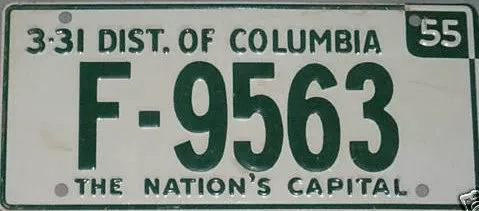 3-31 DIST. OF COLUMBIA 55
F-9563
THE NATION'S CAPITAL